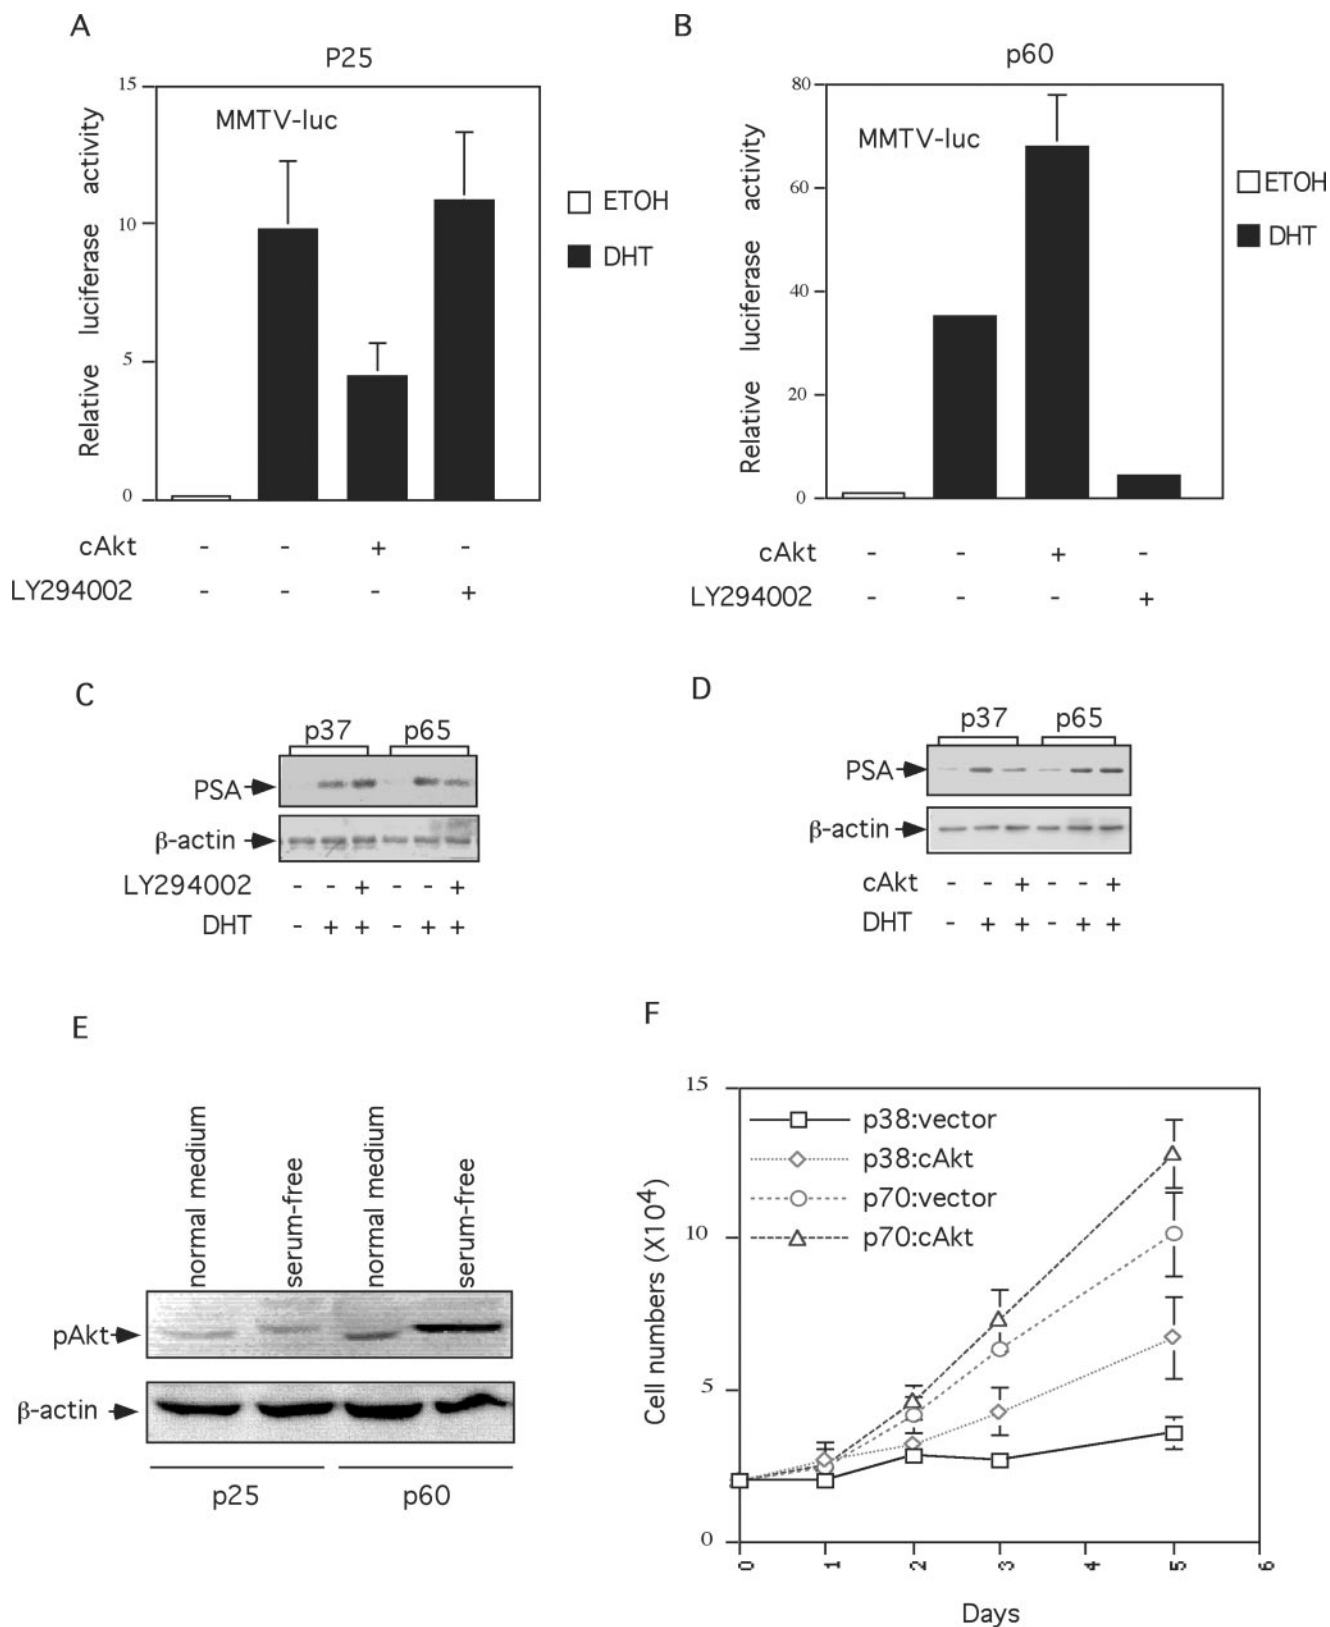 A
P25
15
10
5
0
Relative luciferase activity
MMTV-luc
ETOH
DHT
cAkt - - + -
LY294002 - - - +
B
p60
80
60
40
20
0
Relative luciferase activity
MMTV-luc
ETOH
DHT
cAkt - - + -
LY294002 - - - +
C
p37 p65
PSA
β-actin
LY294002 - - + - - +
DHT - + + - + +
D
p37 p65
PSA
β-actin
cAkt - - + - - +
DHT - + + - + +
E
normal medium
serum-free
normal medium
serum-free
pAkt
β-actin
p25 p60
F
15
10
5
0
Cell numbers (X10⁴)
p38:vector
p38:cAkt
p70:vector
p70:cAkt
0 1 2 3 4 5 6
Days